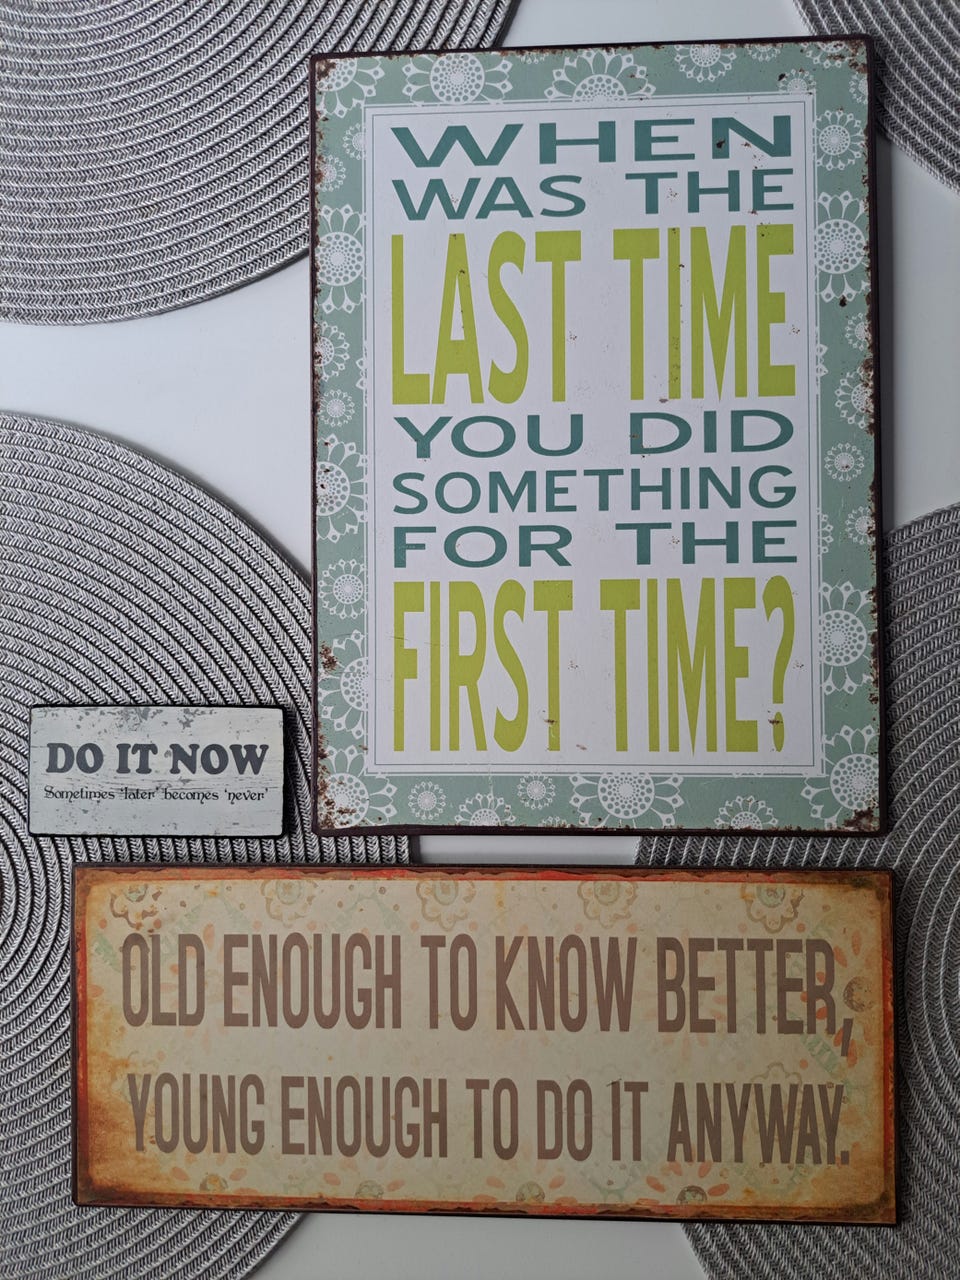 WHEN
WAS THE
LAST TIME
YOU DID
SOMETHING
FOR THE
FIRST TIME?
DO IT NOW
Sometimes 'later' becomes 'never'
OLD ENOUGH TO KNOW BETTER,
YOUNG ENOUGH TO DO IT ANYWAY.